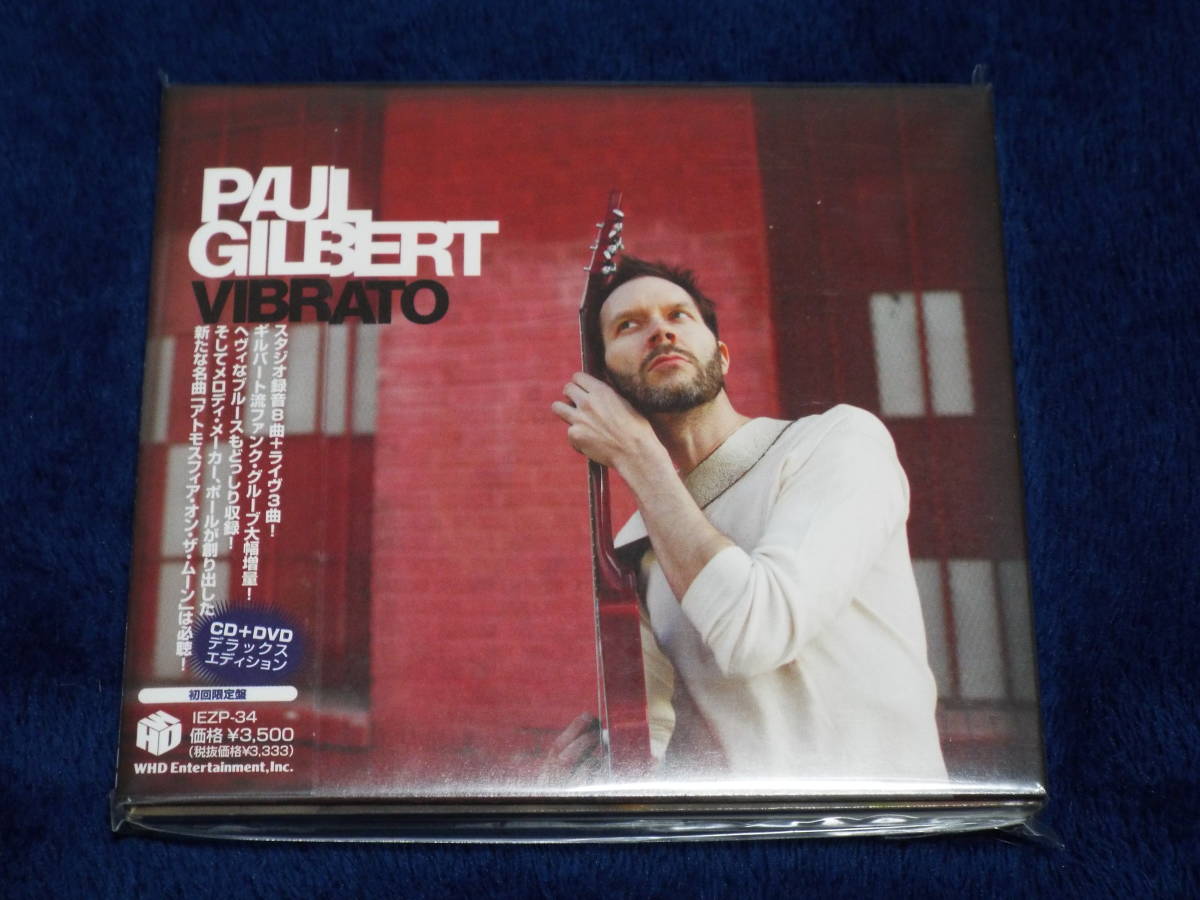 PAUL
GILBERT
VIBRATO
スタジオ録音8曲+ライヴ3曲!
ギルバート流ファンク・グルーブ大幅増量!
ヘヴィなブルースもどっしり収録!
そしてメロディ・メーカー、ポールが創り出した
新たな名曲「アトモスフィア・オン・ザ・ムーン」は必聴!
CD+DVD
デラックス
エディション
初回限定盤
WHD
IEZP-34
価格 ¥3,500
(税抜価格¥3,333)
WHD Entertainment,Inc.